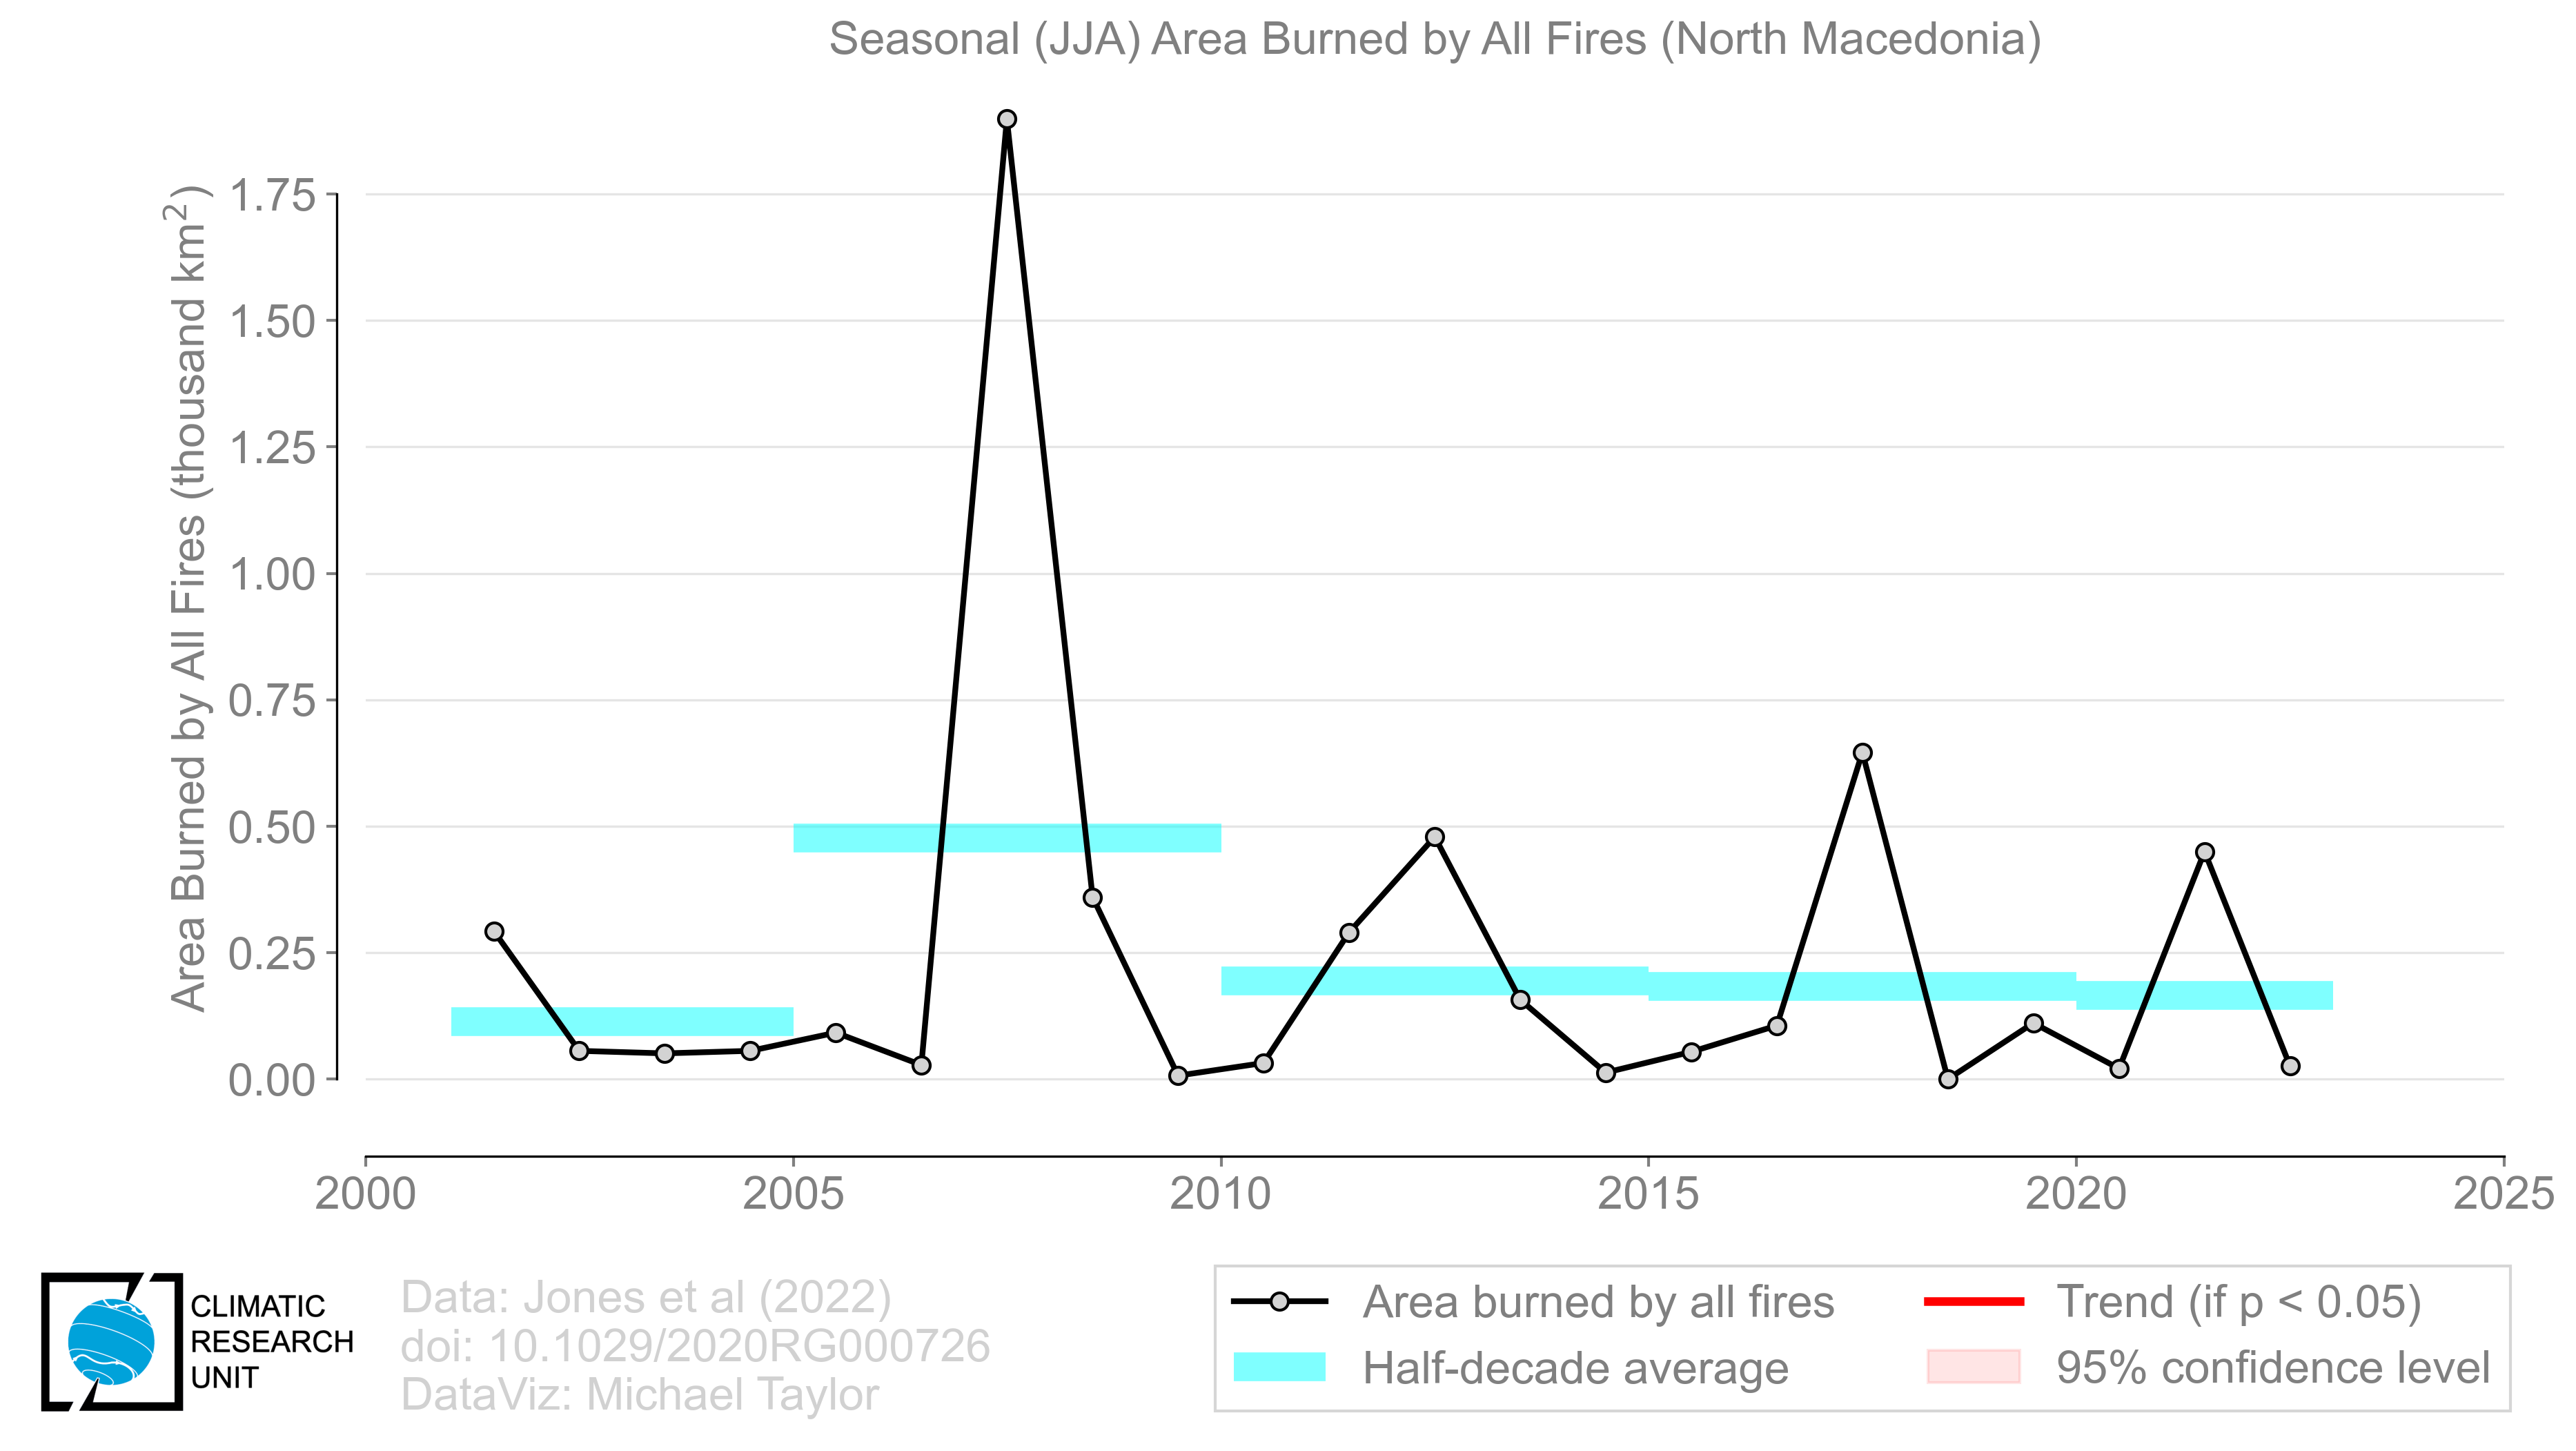 Seasonal (JJA) Area Burned by All Fires (North Macedonia)
Area Burned by All Fires (thousand km²)
1.75
1.50
1.25
1.00
0.75
0.50
0.25
0.00
2000 2005 2010 2015 2020 2025
CLIMATIC
RESEARCH
UNIT
Data: Jones et al (2022)
doi: 10.1029/2020RG000726
DataViz: Michael Taylor
Area burned by all fires
Half-decade average
Trend (if p < 0.05)
95% confidence level